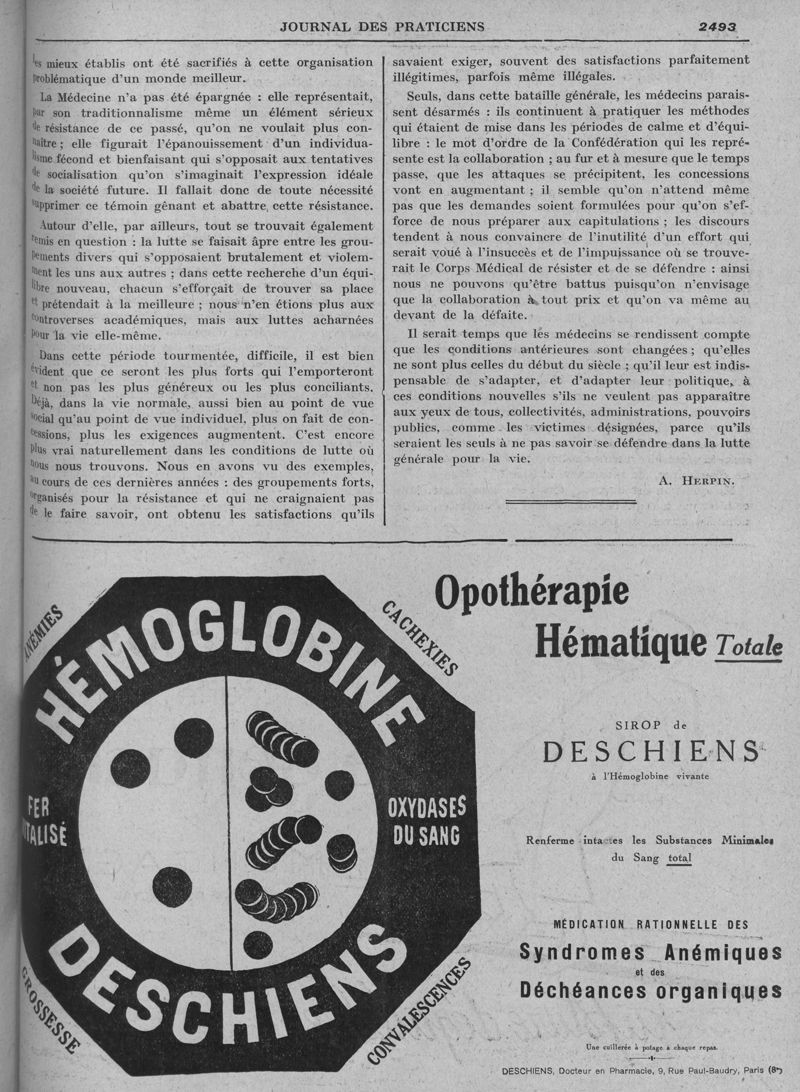 JOURNAL DES PRATICIENS
2493
les mieux établis ont été sacrifiés à cette organisation
problématique d'un monde meilleur.
La Médecine n'a pas été épargnée : elle représentait,
par son traditionnalisme même un élément sérieux
de résistance de ce passé, qu'on ne voulait plus con-
naître ; elle figurait l'épanouissement d'un individua-
lisme fécond et bienfaisant qui s'opposait aux tentatives
de socialisation qu'on s'imaginait l'expression idéale
de la société future. Il fallait donc de toute nécessité
supprimer ce témoin gênant et abattre cette résistance.
Autour d'elle, par ailleurs, tout se trouvait également
remis en question : la lutte se faisait âpre entre les grou-
pements divers qui s'opposaient brutalement et violem-
ment les uns aux autres ; dans cette recherche d'un équi-
libre nouveau, chacun s'efforçait de trouver sa place
et prétendait à la meilleure ; nous n'en étions plus aux
controverses académiques, mais aux luttes acharnées
pour la vie elle-même.
Dans cette période tourmentée, difficile, il est bien
évident que ce seront les plus forts qui l'emporteront
et non pas les plus généreux ou les plus conciliants.
Déjà, dans la vie normale, aussi bien au point de vue
social qu'au point de vue individuel, plus on fait de con-
cessions, plus les exigences augmentent. C'est encore
plus vrai naturellement dans les conditions de lutte où
nous nous trouvons. Nous en avons vu des exemples,
au cours de ces dernières années : des groupements forts,
organisés pour la résistance et qui ne craignaient pas
de le faire savoir, ont obtenu les satisfactions qu'ils
savaient exiger, souvent des satisfactions parfaitement
illégitimes, parfois même illégales.
Seuls, dans cette bataille générale, les médecins parais-
sent désarmés : ils continuent à pratiquer les méthodes
qui étaient de mise dans les périodes de calme et d'équi-
libre : le mot d'ordre de la Confédération qui les repré-
sente est la collaboration ; au fur et à mesure que le temps
passe, que les attaques se précipitent, les concessions
vont en augmentant ; il semble qu'on n'attend même
pas que les demandes soient formulées pour qu'on s'ef-
force de nous préparer aux capitulations ; les discours
tendent à nous convaincre de l'inutilité d'un effort qui
serait voué à l'insuccès et de l'impuissance où se trouve-
rait le Corps Médical de résister et de se défendre : ainsi
nous ne pouvons qu'être battus puisqu'on n'envisage
que la collaboration à tout prix et qu'on va même au
devant de la défaite.
Il serait temps que les médecins se rendissent compte
que les conditions antérieures sont changées ; qu'elles
ne sont plus celles du début du siècle ; qu'il leur est indis-
pensable de s'adapter, et d'adapter leur politique, à
ces conditions nouvelles s'ils ne veulent pas apparaître
aux yeux de tous, collectivités, administrations, pouvoirs
publics, comme les victimes désignées, parce qu'ils
seraient les seuls à ne pas savoir se défendre dans la lutte
générale pour la vie.
A. HERPIN.
ANÉMIES
CACHEXIES
HÉMOGLOBINE
FER
VITALISÉ
OXYDASES
DU SANG
DESCHIENS
GROSSESSE
CONVALESCENCES
Opothérapie
Hématique Totale
SIROP de
DESCHIENS
à l'Hémoglobine vivante
Renferme intactes les Substances Minimales
du Sang total
MÉDICATION RATIONNELLE DES
Syndromes Anémiques
et des
Déchéances organiques
Une cuillerée à potage à chaque repas.
DESCHIENS, Docteur en Pharmacie, 9, Rue Paul-Baudry, Paris (8e)